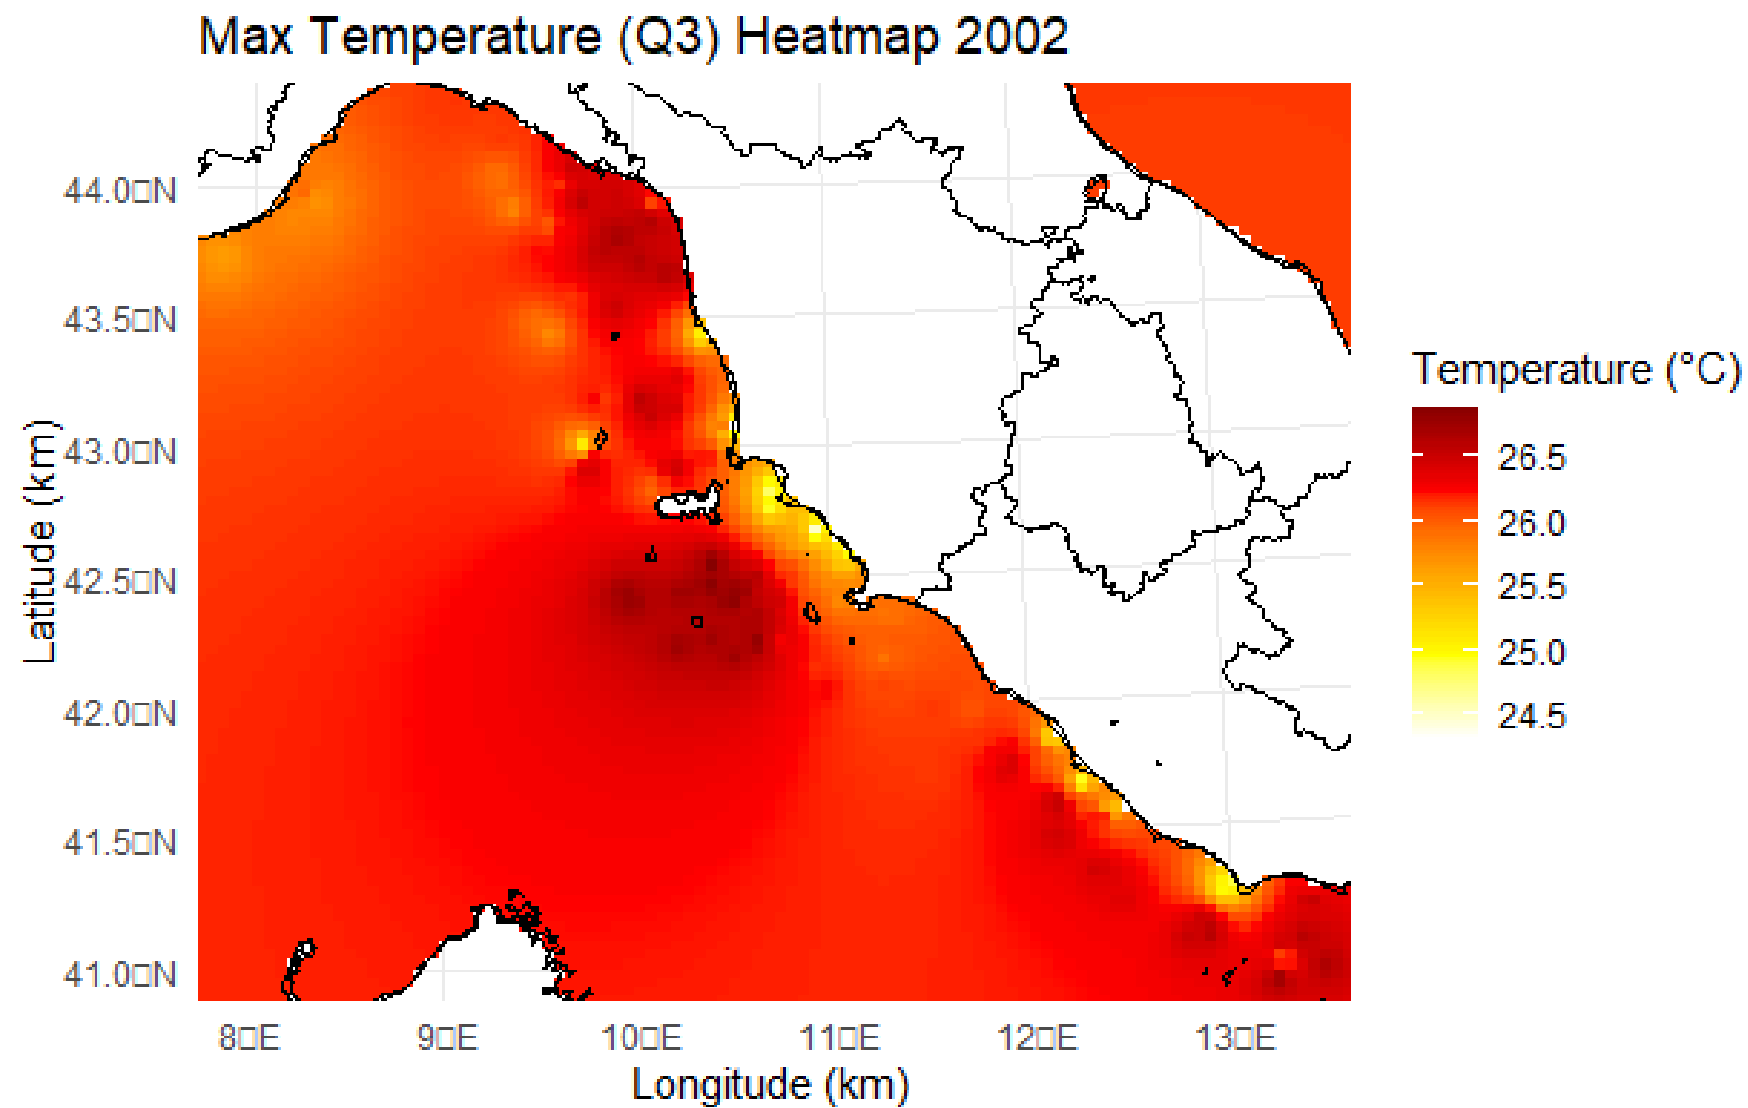 Max Temperature (Q3) Heatmap 2002
Latitude (km)
44.0□N
43.5□N
43.0□N
42.5□N
42.0□N
41.5□N
41.0□N
8□E 9□E 10□E 11□E 12□E 13□E
Longitude (km)
Temperature (°C)
26.5
26.0
25.5
25.0
24.5